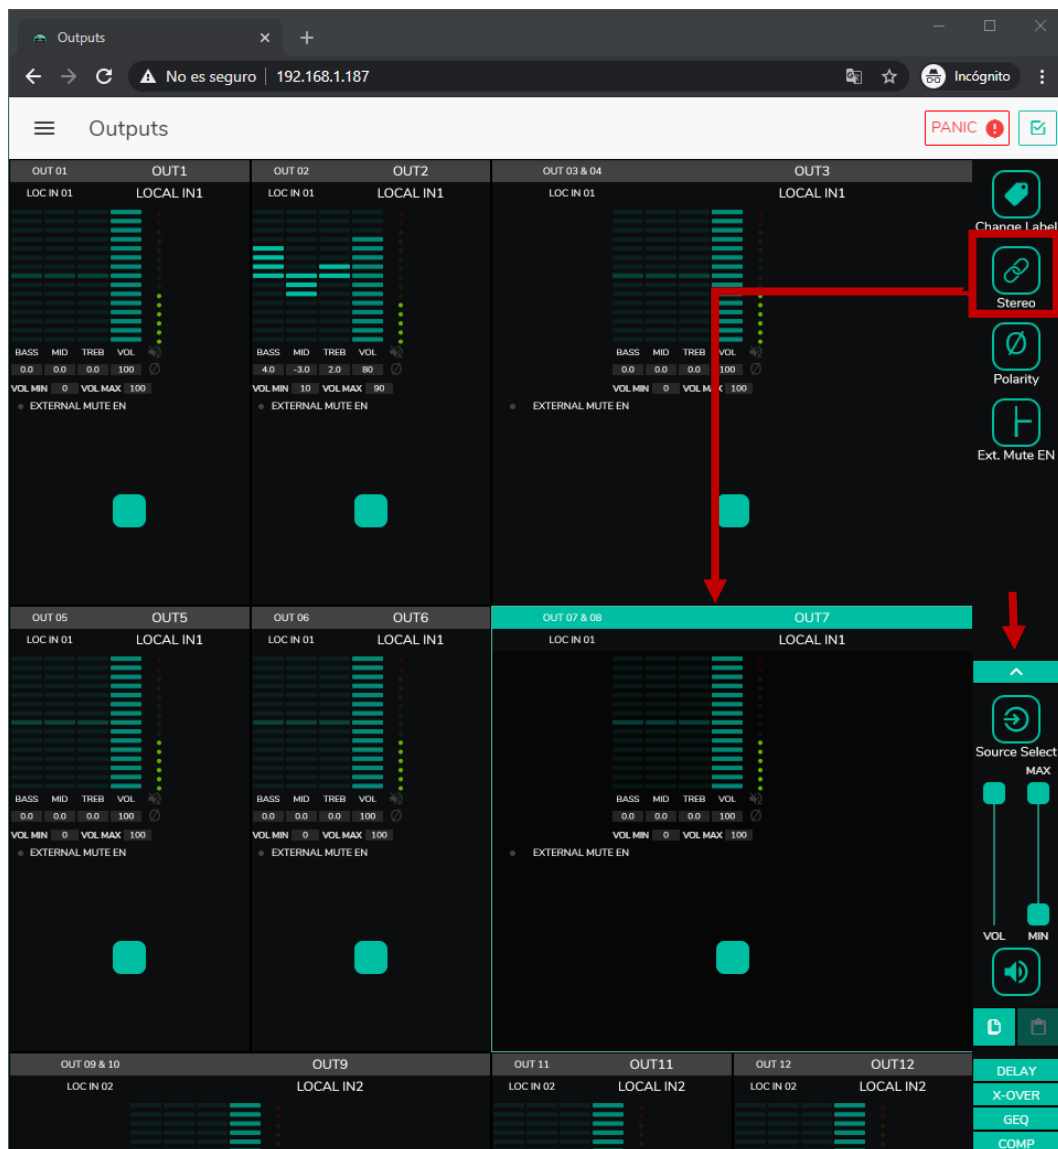 Outputs
No es seguro 192.168.1.187 Incógnito
Outputs PANIC
OUT 01 OUT1 OUT 02 OUT2 OUT 03 & 04 OUT3
LOC IN 01 LOCAL IN1 LOC IN 01 LOCAL IN1 LOC IN 01 LOCAL IN1
Change Label
Stereo
BASS MID TREB VOL BASS MID TREB VOL BASS MID TREB VOL
0.0 0.0 0.0 100 4.0 -3.0 2.0 80 0.0 0.0 0.0 100
Polarity
VOL MIN 0 VOL MAX 100 VOL MIN 10 VOL MAX 90 VOL MIN 0 VOL MAX 100
EXTERNAL MUTE EN EXTERNAL MUTE EN EXTERNAL MUTE EN
Ext. Mute EN
OUT 05 OUT5 OUT 06 OUT6 OUT 07 & 08 OUT7
LOC IN 01 LOCAL IN1 LOC IN 01 LOCAL IN1 LOC IN 01 LOCAL IN1
Source Select
MAX
BASS MID TREB VOL BASS MID TREB VOL BASS MID TREB VOL
0.0 0.0 0.0 100 0.0 0.0 0.0 100 0.0 0.0 0.0 100
VOL MIN 0 VOL MAX 100 VOL MIN 0 VOL MAX 100 VOL MIN 0 VOL MAX 100
EXTERNAL MUTE EN EXTERNAL MUTE EN EXTERNAL MUTE EN
VOL MIN
OUT 09 & 10 OUT9 OUT 11 OUT11 OUT 12 OUT12
LOC IN 02 LOCAL IN2 LOC IN 02 LOCAL IN2 LOC IN 02 LOCAL IN2
DELAY
X-OVER
GEQ
COMP